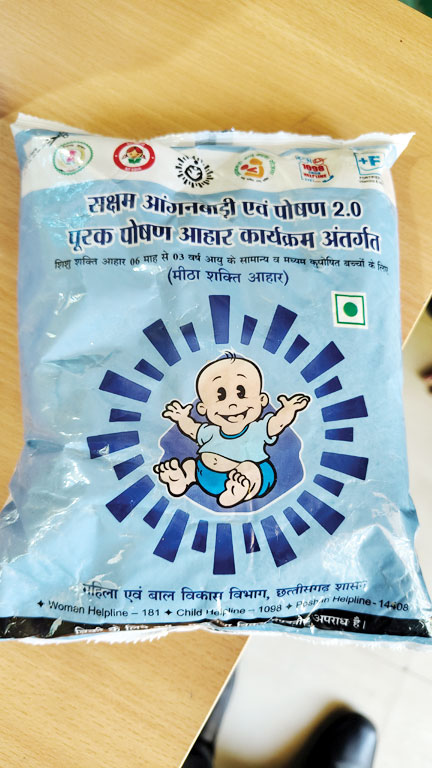 1098
+F
सक्षम आंगनबाड़ी एवं पोषण 2.0
पूरक पोषण आहार कार्यक्रम अंतर्गत
शिशु शक्ति आहार 06 माह से 03 वर्ष आयु के सामान्य व मध्यम कुपोषित बच्चों के लिए
(मीठा शक्ति आहार)
महिला एवं बाल विकास विभाग, छत्तीसगढ़ शासन
✦ Woman Helpline – 181 ✦ Child Helpline – 1098 ✦ Poshan Helpline - 14408
अपराध है।